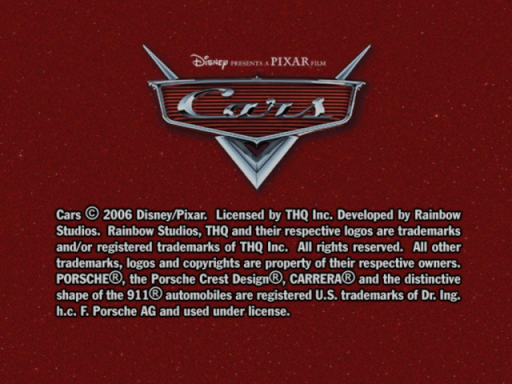 Disney PRESENTS A PIXAR FILM
Cars
Cars © 2006 Disney/Pixar. Licensed by THQ Inc. Developed by Rainbow
Studios. Rainbow Studios, THQ and their respective logos are trademarks
and/or registered trademarks of THQ Inc. All rights reserved. All other
trademarks, logos and copyrights are property of their respective owners.
PORSCHE®, the Porsche Crest Design®, CARRERA® and the distinctive
shape of the 911® automobiles are registered U.S. trademarks of Dr. Ing.
h.c. F. Porsche AG and used under license.